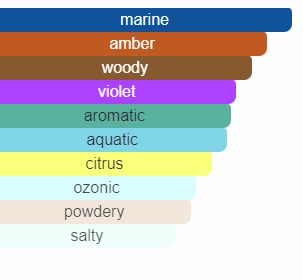 marine
amber
woody
violet
aromatic
aquatic
citrus
ozonic
powdery
salty